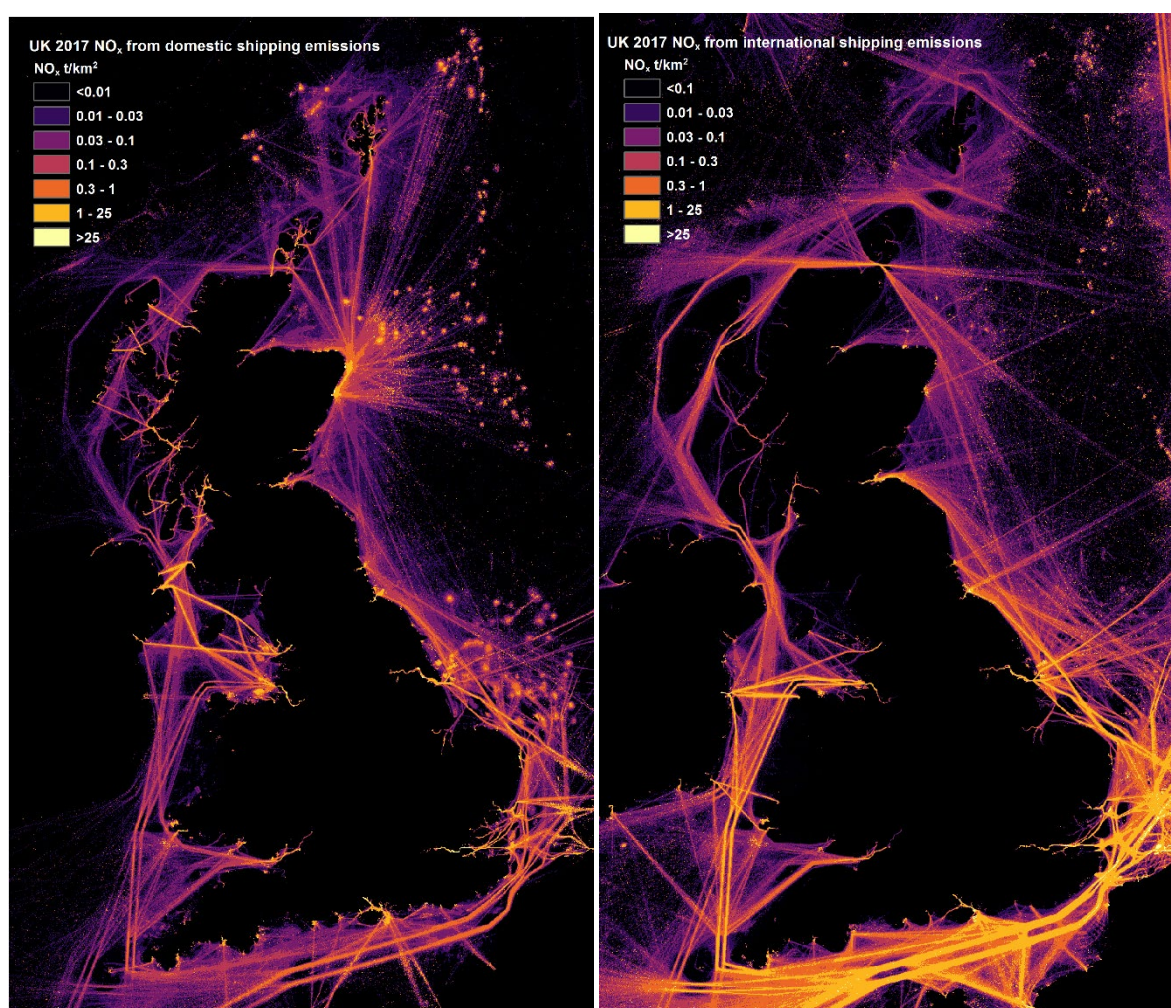 UK 2017 NOₓ from domestic shipping emissions
NOₓ t/km²
<0.01
0.01 - 0.03
0.03 - 0.1
0.1 - 0.3
0.3 - 1
1 - 25
>25
UK 2017 NOₓ from international shipping emissions
NOₓ t/km²
<0.1
0.01 - 0.03
0.03 - 0.1
0.1 - 0.3
0.3 - 1
1 - 25
>25